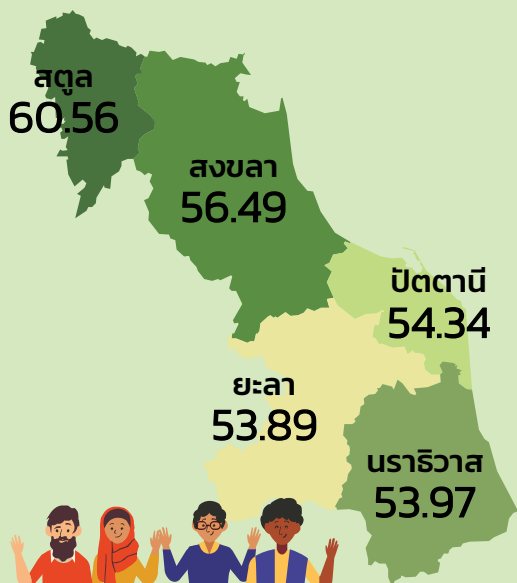 สตูล
60.56
สงขลา
56.49
ปัตตานี
54.34
ยะลา
53.89
นราธิวาส
53.97